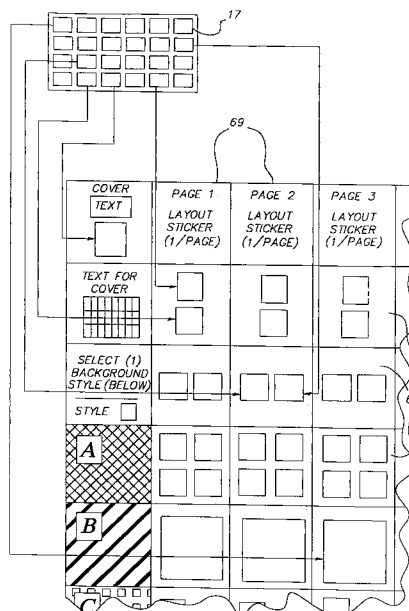 17
69
COVER
TEXT
PAGE 1
LAYOUT
STICKER
(1/PAGE)
PAGE 2
LAYOUT
STICKER
(1/PAGE)
PAGE 3
LAYOUT
STICKER
(1/PAGE)
TEXT FOR
COVER
SELECT (1)
BACKGROUND
STYLE (BELOW)
STYLE
A
B
C